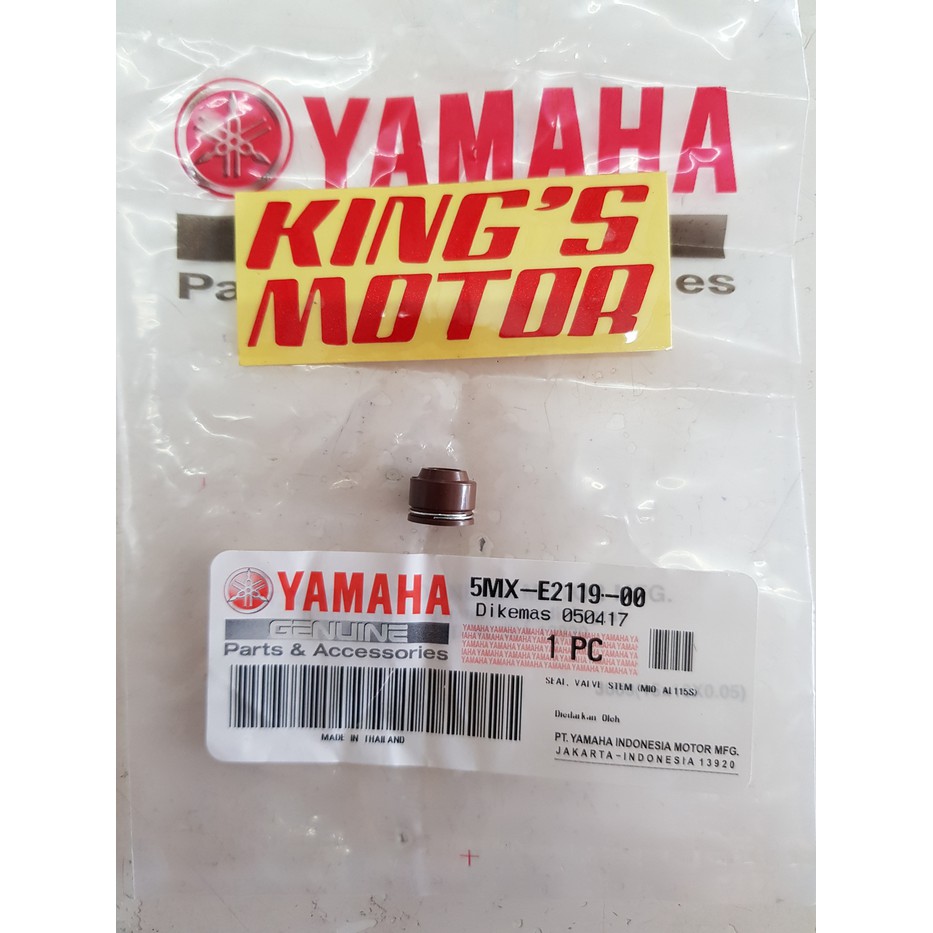 YAMAHA
KING'S
MOTOR
Pa
es
YAMAHA
GENUINE
Parts & Accessories
5MX-E2119-00
Dikemas 050417
1 PC
SEAL, VALVE STEM (MIO AL115S)
MADE IN THAILAND
Diedarkan Oleh
PT. YAMAHA INDONESIA MOTOR MFG.
JAKARTA-INDONESIA 13920